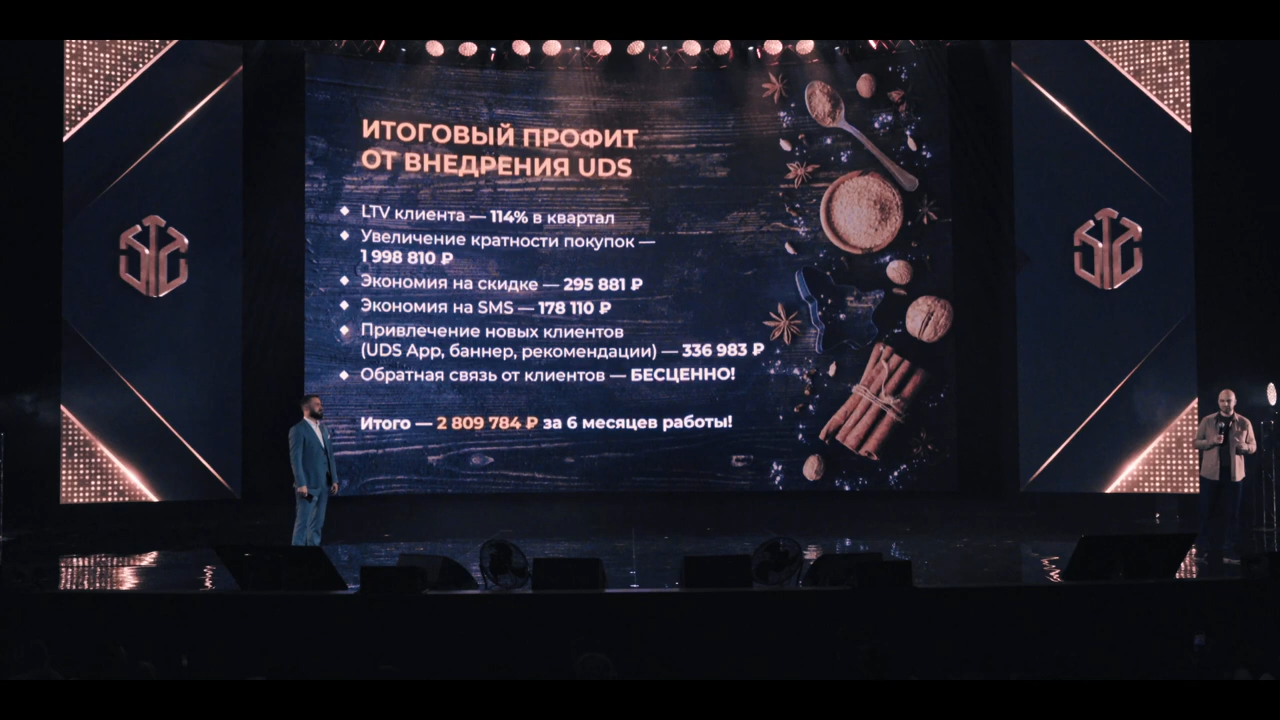 ИТОГОВЫЙ ПРОФИТ
ОТ ВНЕДРЕНИЯ UDS
LTV клиента — 114% в квартал
Увеличение кратности покупок —
1 998 810 ₽
Экономия на скидке — 295 881 ₽
Экономия на SMS — 178 110 ₽
Привлечение новых клиентов
(UDS App, баннер, рекомендации) — 336 983 ₽
Обратная связь от клиентов — БЕСЦЕННО!
Итого — 2 809 784 ₽ за 6 месяцев работы!